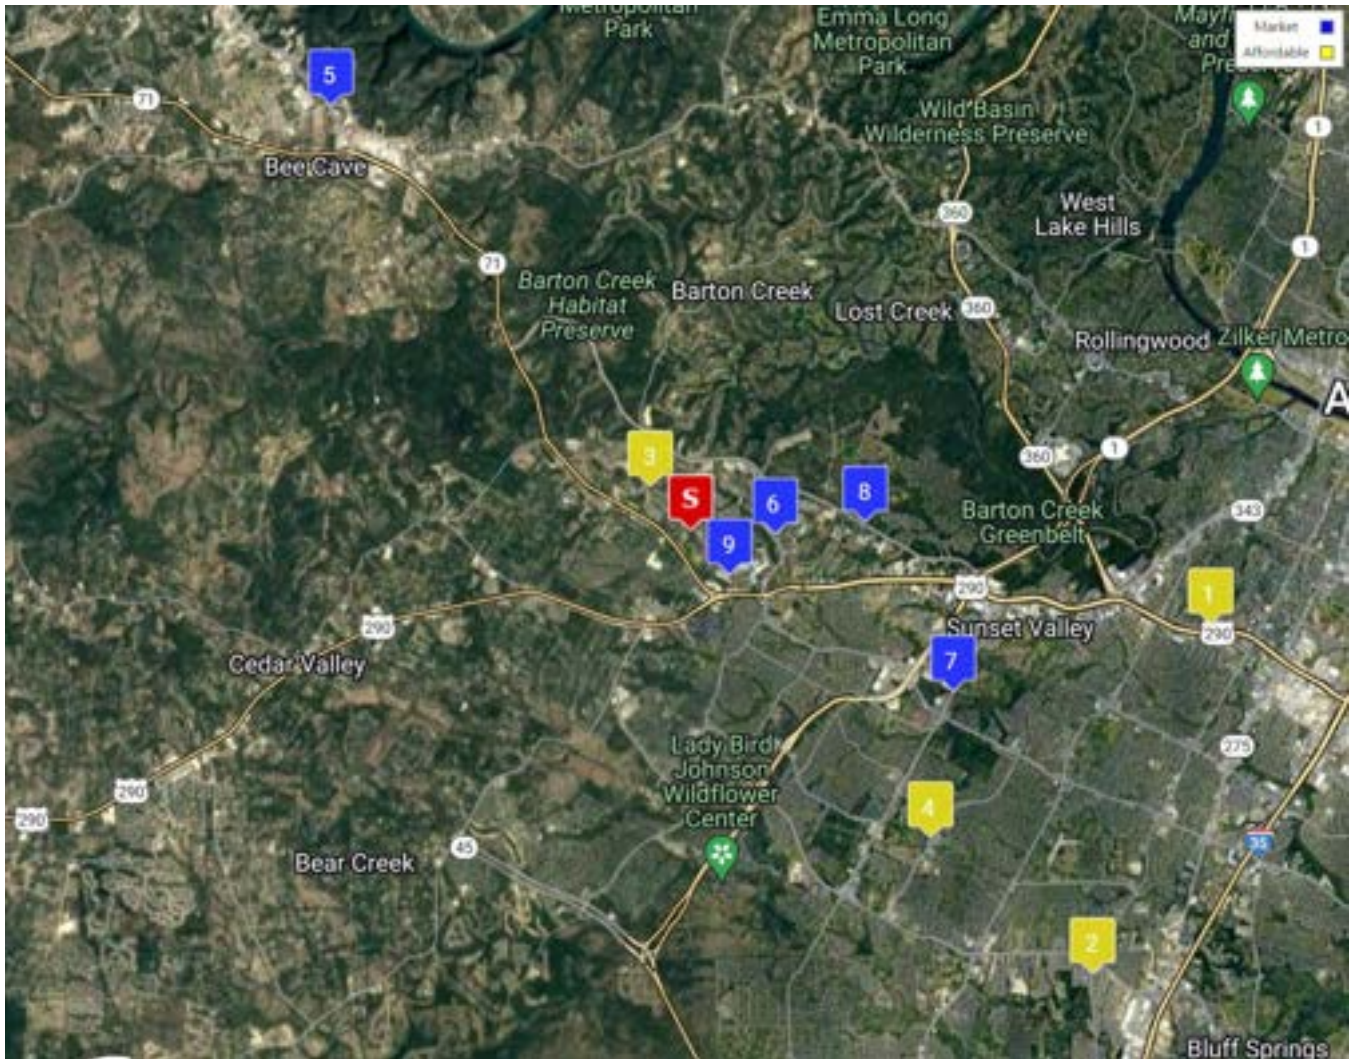 Metropolitan
Park
Emma Long
Metropolitan
Park
and
Market
Affordable
5
71
1
Wild Basin
Wilderness Preserve
Bee Cave
360
West
Lake Hills
1
71
Barton Creek
Habitat
Preserve
Barton Creek
Lost Creek
360
Rollingwood
Zilker Metro
A
3
360
1
S
6
8
343
Barton Creek
Greenbelt
9
290
1
290
Sunset Valley
290
Cedar Valley
7
Lady Bird
Johnson
Wildflower
Center
275
290
290
4
45
Bear Creek
35
2
Bluff Springs